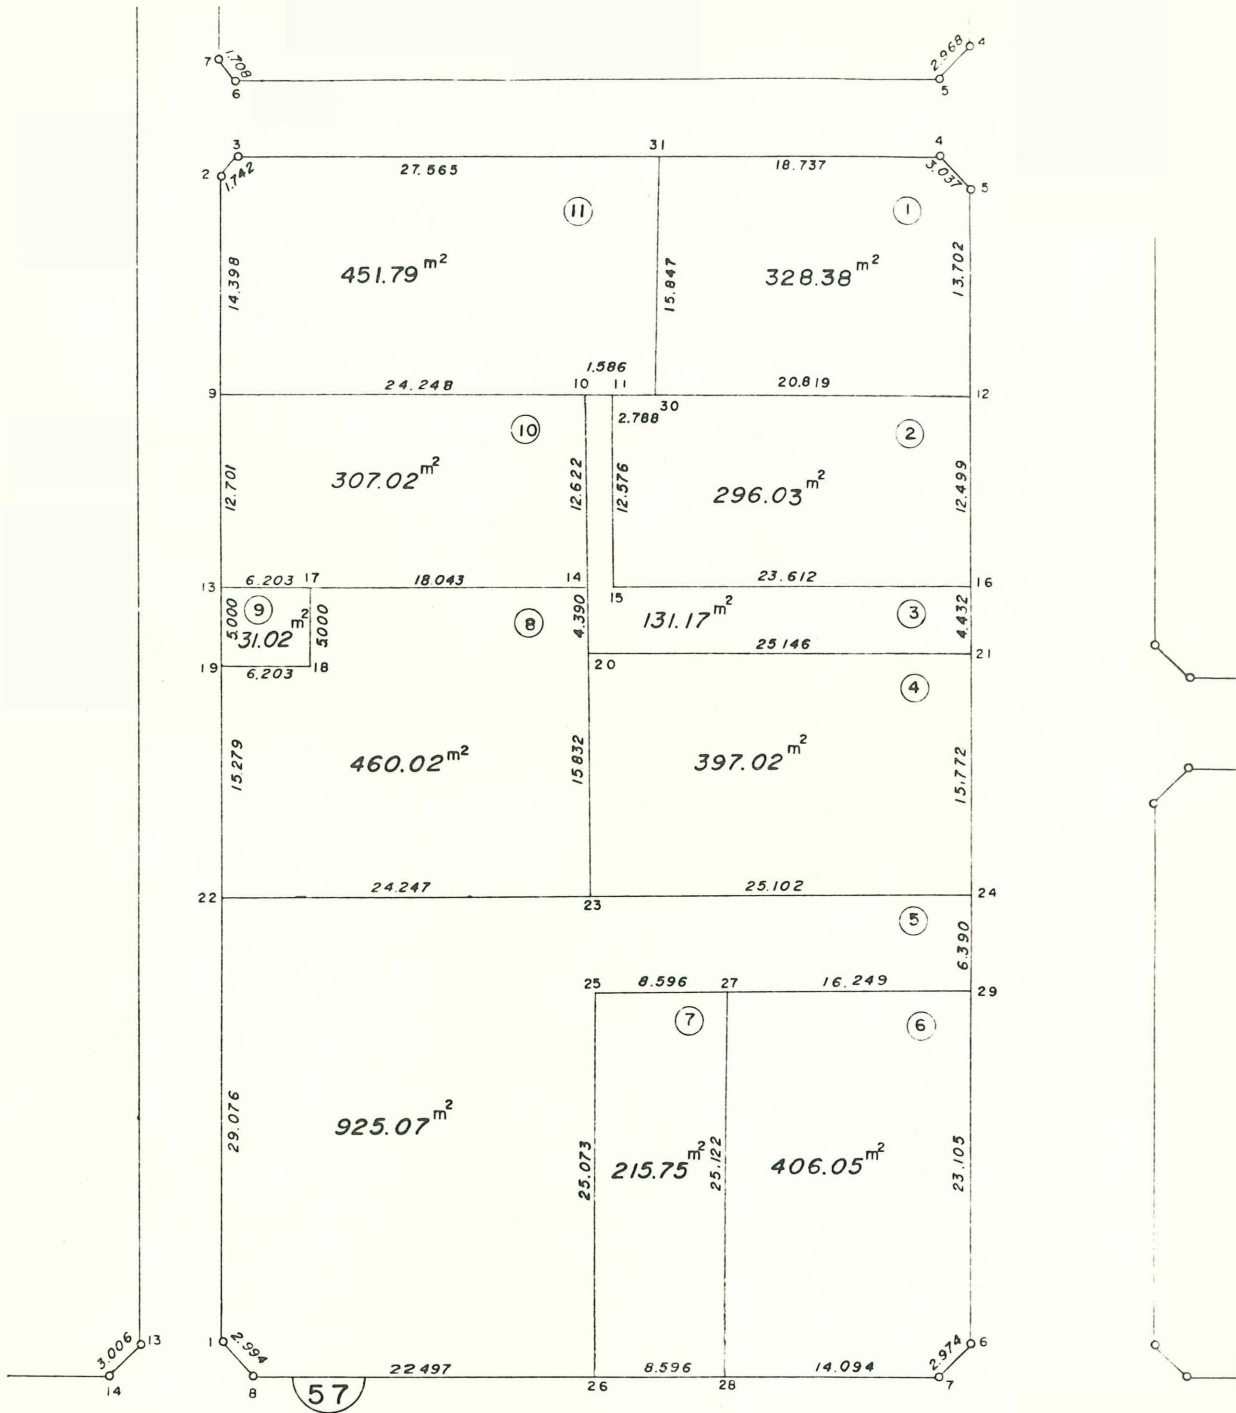 7 1.708 2.968 4
6 5
3 31 4
2 1.742 27.565 18.737 3.037 5
⑪ ①
14.398 451.79 m² 15.847 328.38 m² 13.702
1.586
9 24.248 10 11 20.819 12
2.788 30
⑩ ②
12.701 307.02 m² 12.622 12.576 296.03 m² 12.499
13 6.203 17 18.043 14 23.612 16
15
5.000 ⑨ 31.02 m² 5.000 ⑧ 4.390 131.17 m² ③ 4.432
19 6.203 18 20 25.146 21
④
15.279 460.02 m² 15.832 397.02 m² 15.772
22 24.247 23 25.102 24
⑤ 6.390
25 8.596 27 16.249 29
⑦ ⑥
29.076 925.07 m² 25.073 215.75 m² 25.122 406.05 m² 23.105
3.006 13 1 2.994 2.974 6
14 8 22.497 26 8.596 28 14.094 7
57